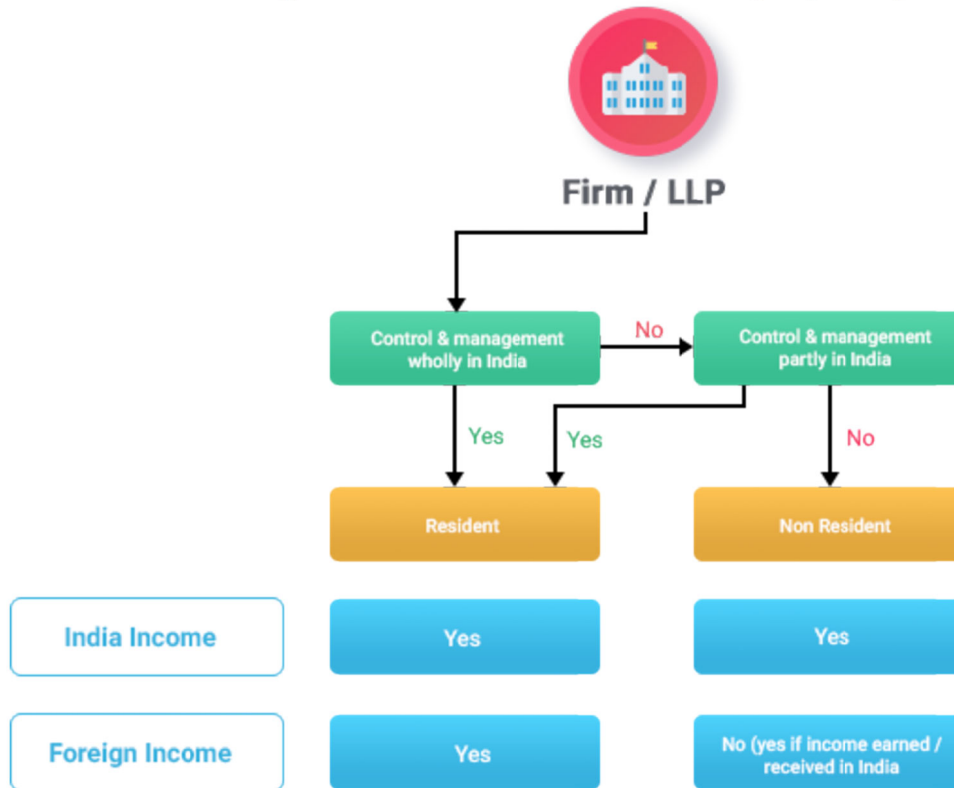 Firm / LLP
Control & management
wholly in India
No
Control & management
partly in India
Yes
Yes
No
Resident
Non Resident
India Income
Yes
Yes
Foreign Income
Yes
No (yes if income earned /
received in India